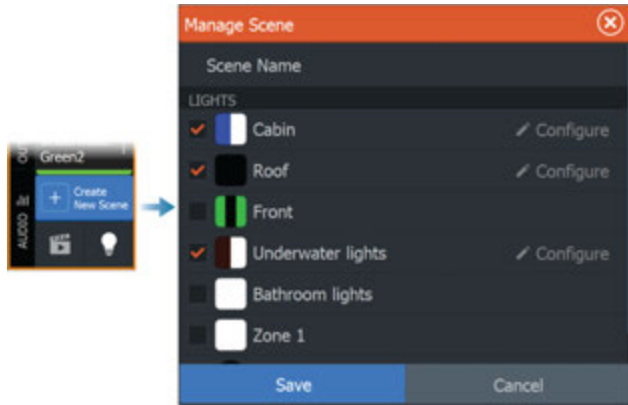 OU
Green2
Create
New Scene
AUDIO
Manage Scene
Scene Name
LIGHTS
Cabin
Configure
Roof
Configure
Front
Underwater lights
Configure
Bathroom lights
Zone 1
Save
Cancel